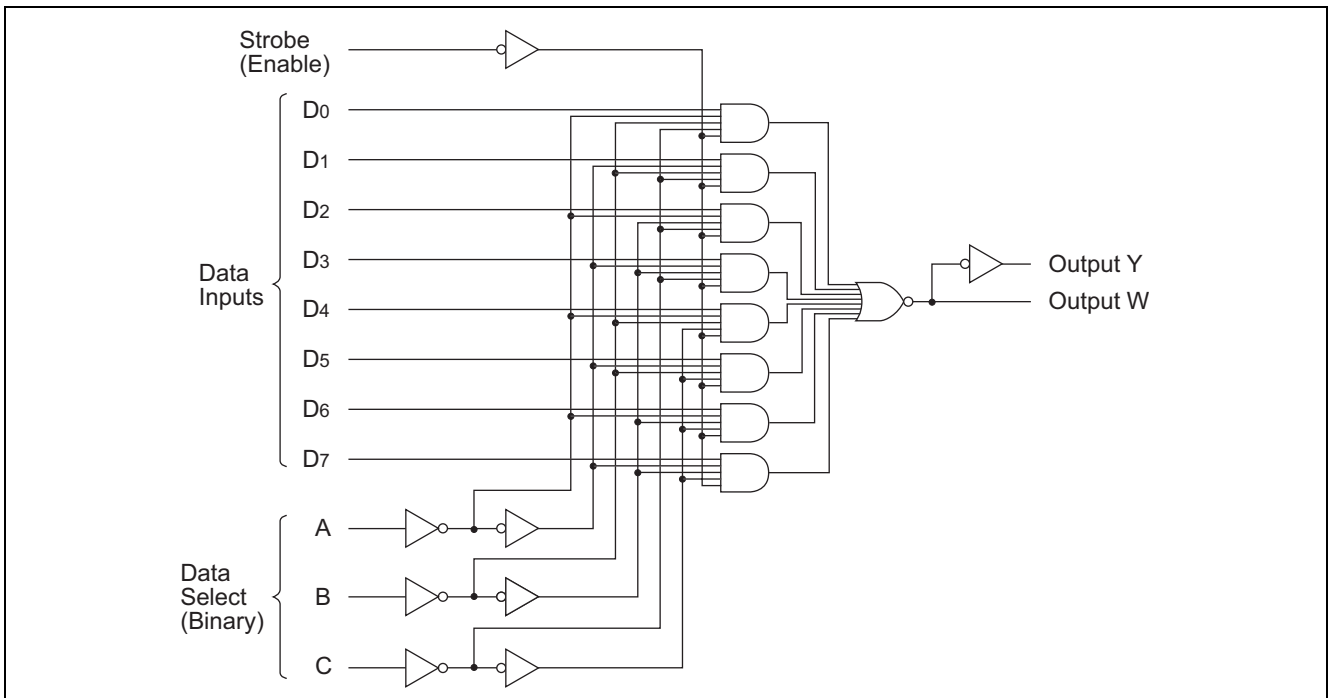 Strobe
(Enable)
D0
D1
D2
D3
Data
Inputs
D4
D5
D6
D7
Output Y
Output W
A
Data
Select
(Binary)
B
C